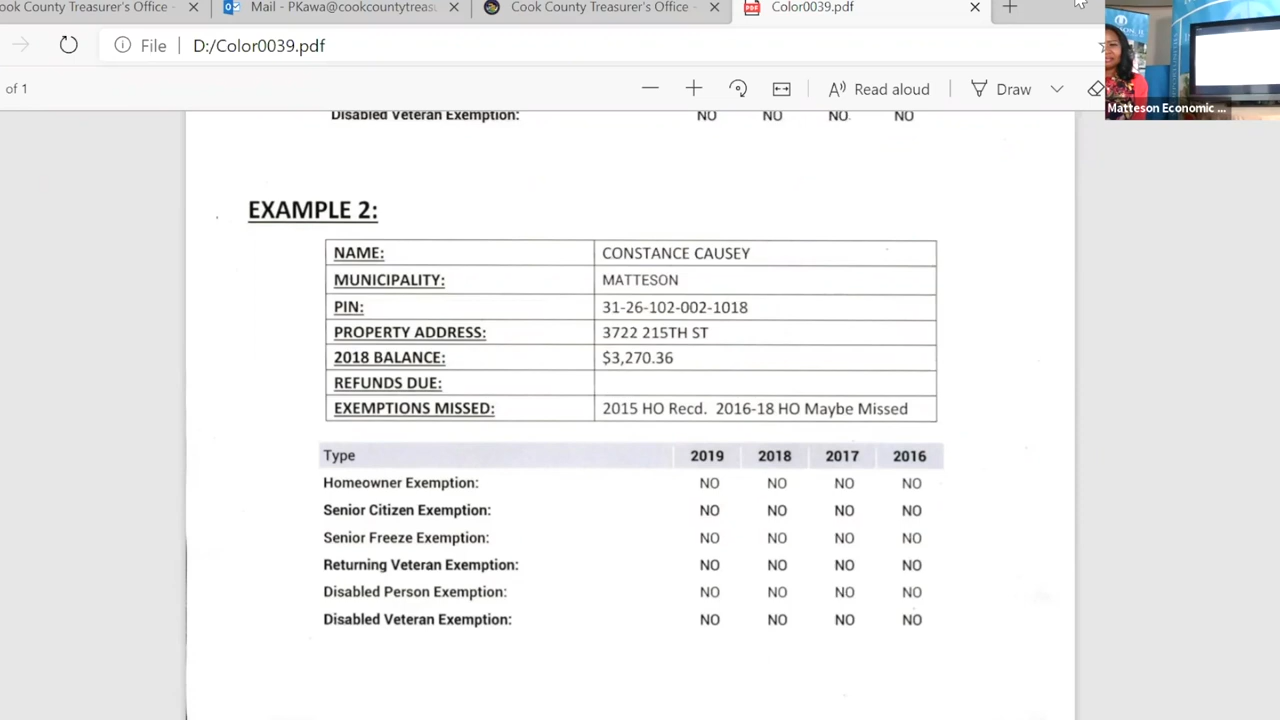 ook County Treasurer's Office -
Mail - PKawa@cookcountytreasu
Cook County Treasurer's Office -
Color0039.pdf
File D:/Color0039.pdf
of 1
Read aloud
Draw
Matteson Economic ...
Disabled Veteran Exemption: NO NO NO NO
EXAMPLE 2:
NAME: CONSTANCE CAUSEY
MUNICIPALITY: MATTESON
PIN: 31-26-102-002-1018
PROPERTY ADDRESS: 3722 215TH ST
2018 BALANCE: $3,270.36
REFUNDS DUE:
EXEMPTIONS MISSED: 2015 HO Recd. 2016-18 HO Maybe Missed
Type 2019 2018 2017 2016
Homeowner Exemption: NO NO NO NO
Senior Citizen Exemption: NO NO NO NO
Senior Freeze Exemption: NO NO NO NO
Returning Veteran Exemption: NO NO NO NO
Disabled Person Exemption: NO NO NO NO
Disabled Veteran Exemption: NO NO NO NO